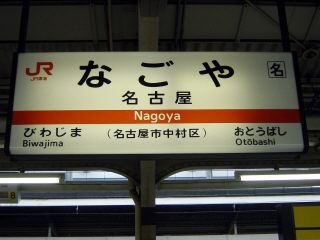 JR東海
なごや
名
名古屋
Nagoya
びわじま
Biwajima
(名古屋市中村区)
おとうばし
Otōbashi
8